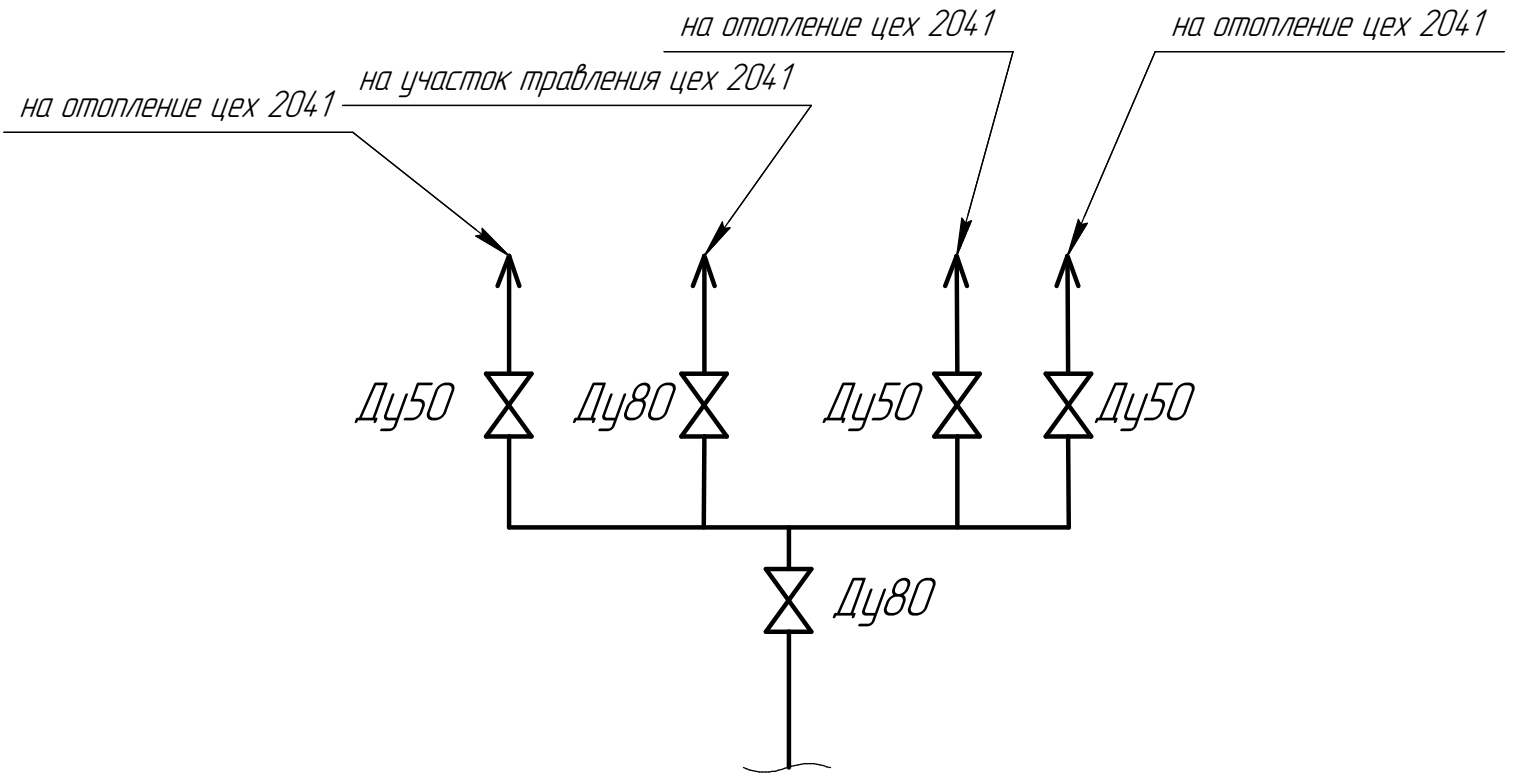 на отопление цех 2041
на отопление цех 2041
на участок травления цех 2041
на отопление цех 2041
Ду50
Ду80
Ду50
Ду50
Ду80